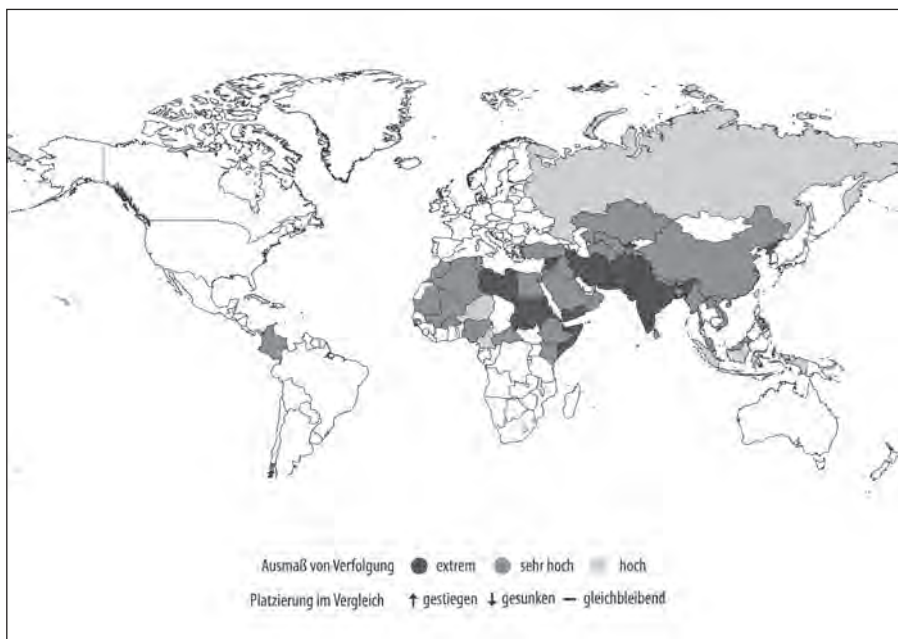 Ausmaß von Verfolgung extrem sehr hoch hoch
Platzierung im Vergleich ↑ gestiegen ↓ gesunken – gleichbleibend